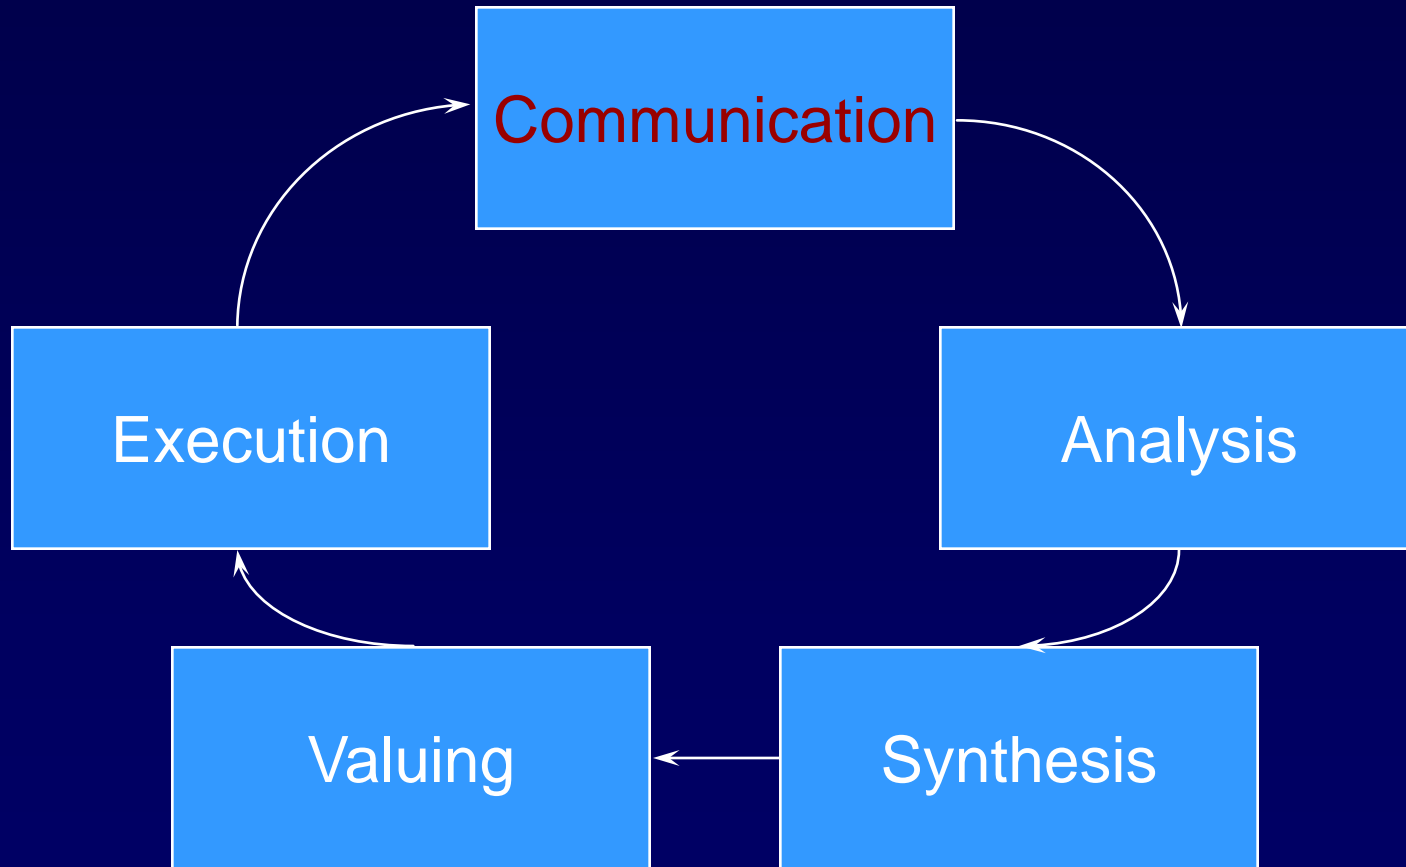 Communication
Execution
Analysis
Valuing
Synthesis